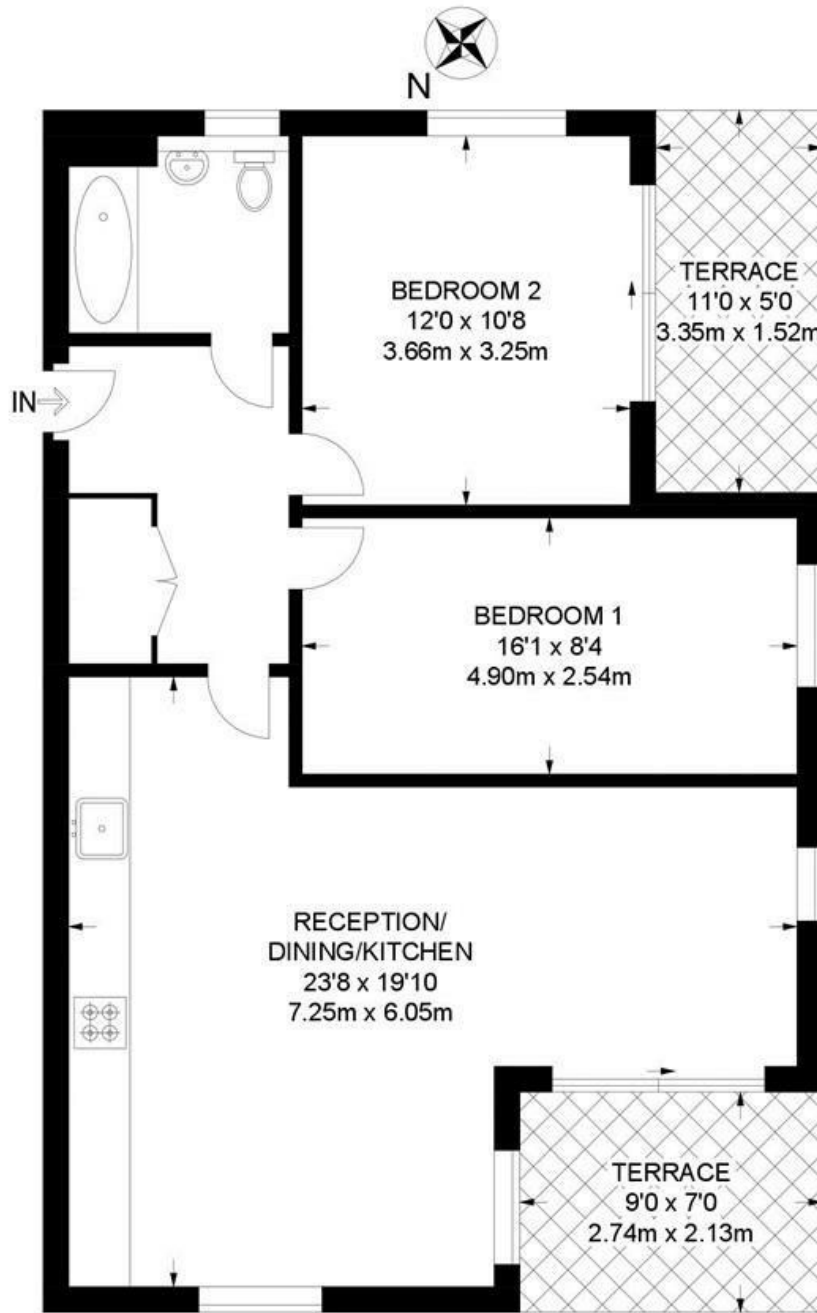 N
BEDROOM 2
12'0 x 10'8
3.66m x 3.25m
TERRACE
11'0 x 5'0
3.35m x 1.52m
IN
BEDROOM 1
16'1 x 8'4
4.90m x 2.54m
RECEPTION/
DINING/KITCHEN
23'8 x 19'10
7.25m x 6.05m
TERRACE
9'0 x 7'0
2.74m x 2.13m